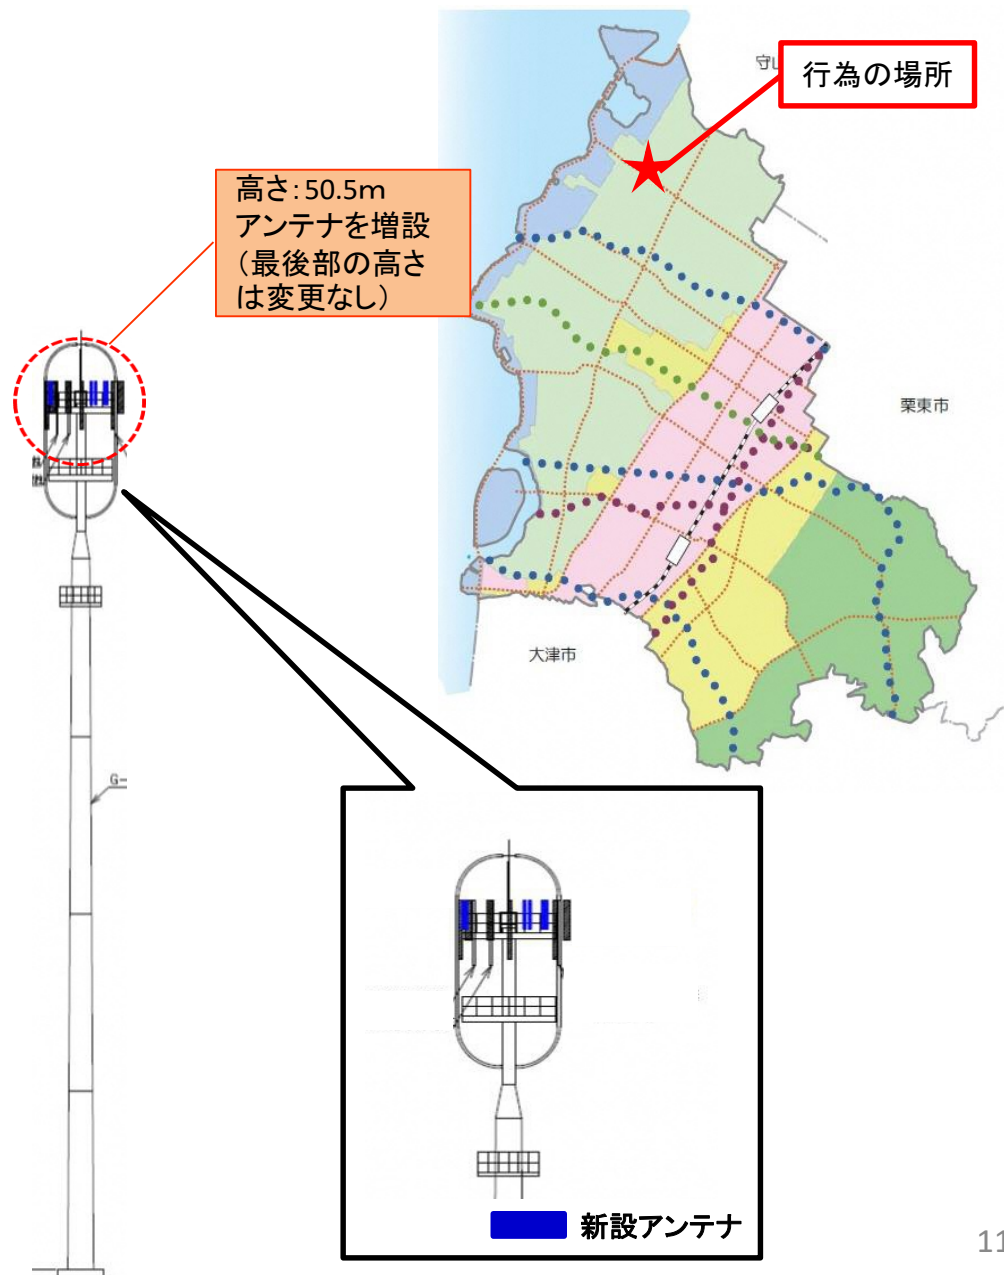 守山
行為の場所
高さ:50.5m
アンテナを増設
(最後部の高さ
は変更なし)
栗東市
大津市
G-
新設アンテナ
11